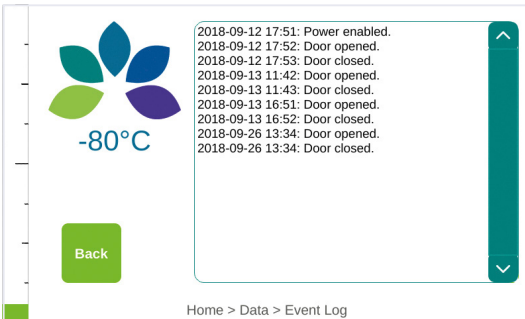 2018-09-12 17:51: Power enabled.
2018-09-12 17:52: Door opened.
2018-09-12 17:53: Door closed.
2018-09-13 11:42: Door opened.
2018-09-13 11:43: Door closed.
2018-09-13 16:51: Door opened.
2018-09-13 16:52: Door closed.
2018-09-26 13:34: Door opened.
2018-09-26 13:34: Door closed.
-80°C
Back
Home > Data > Event Log